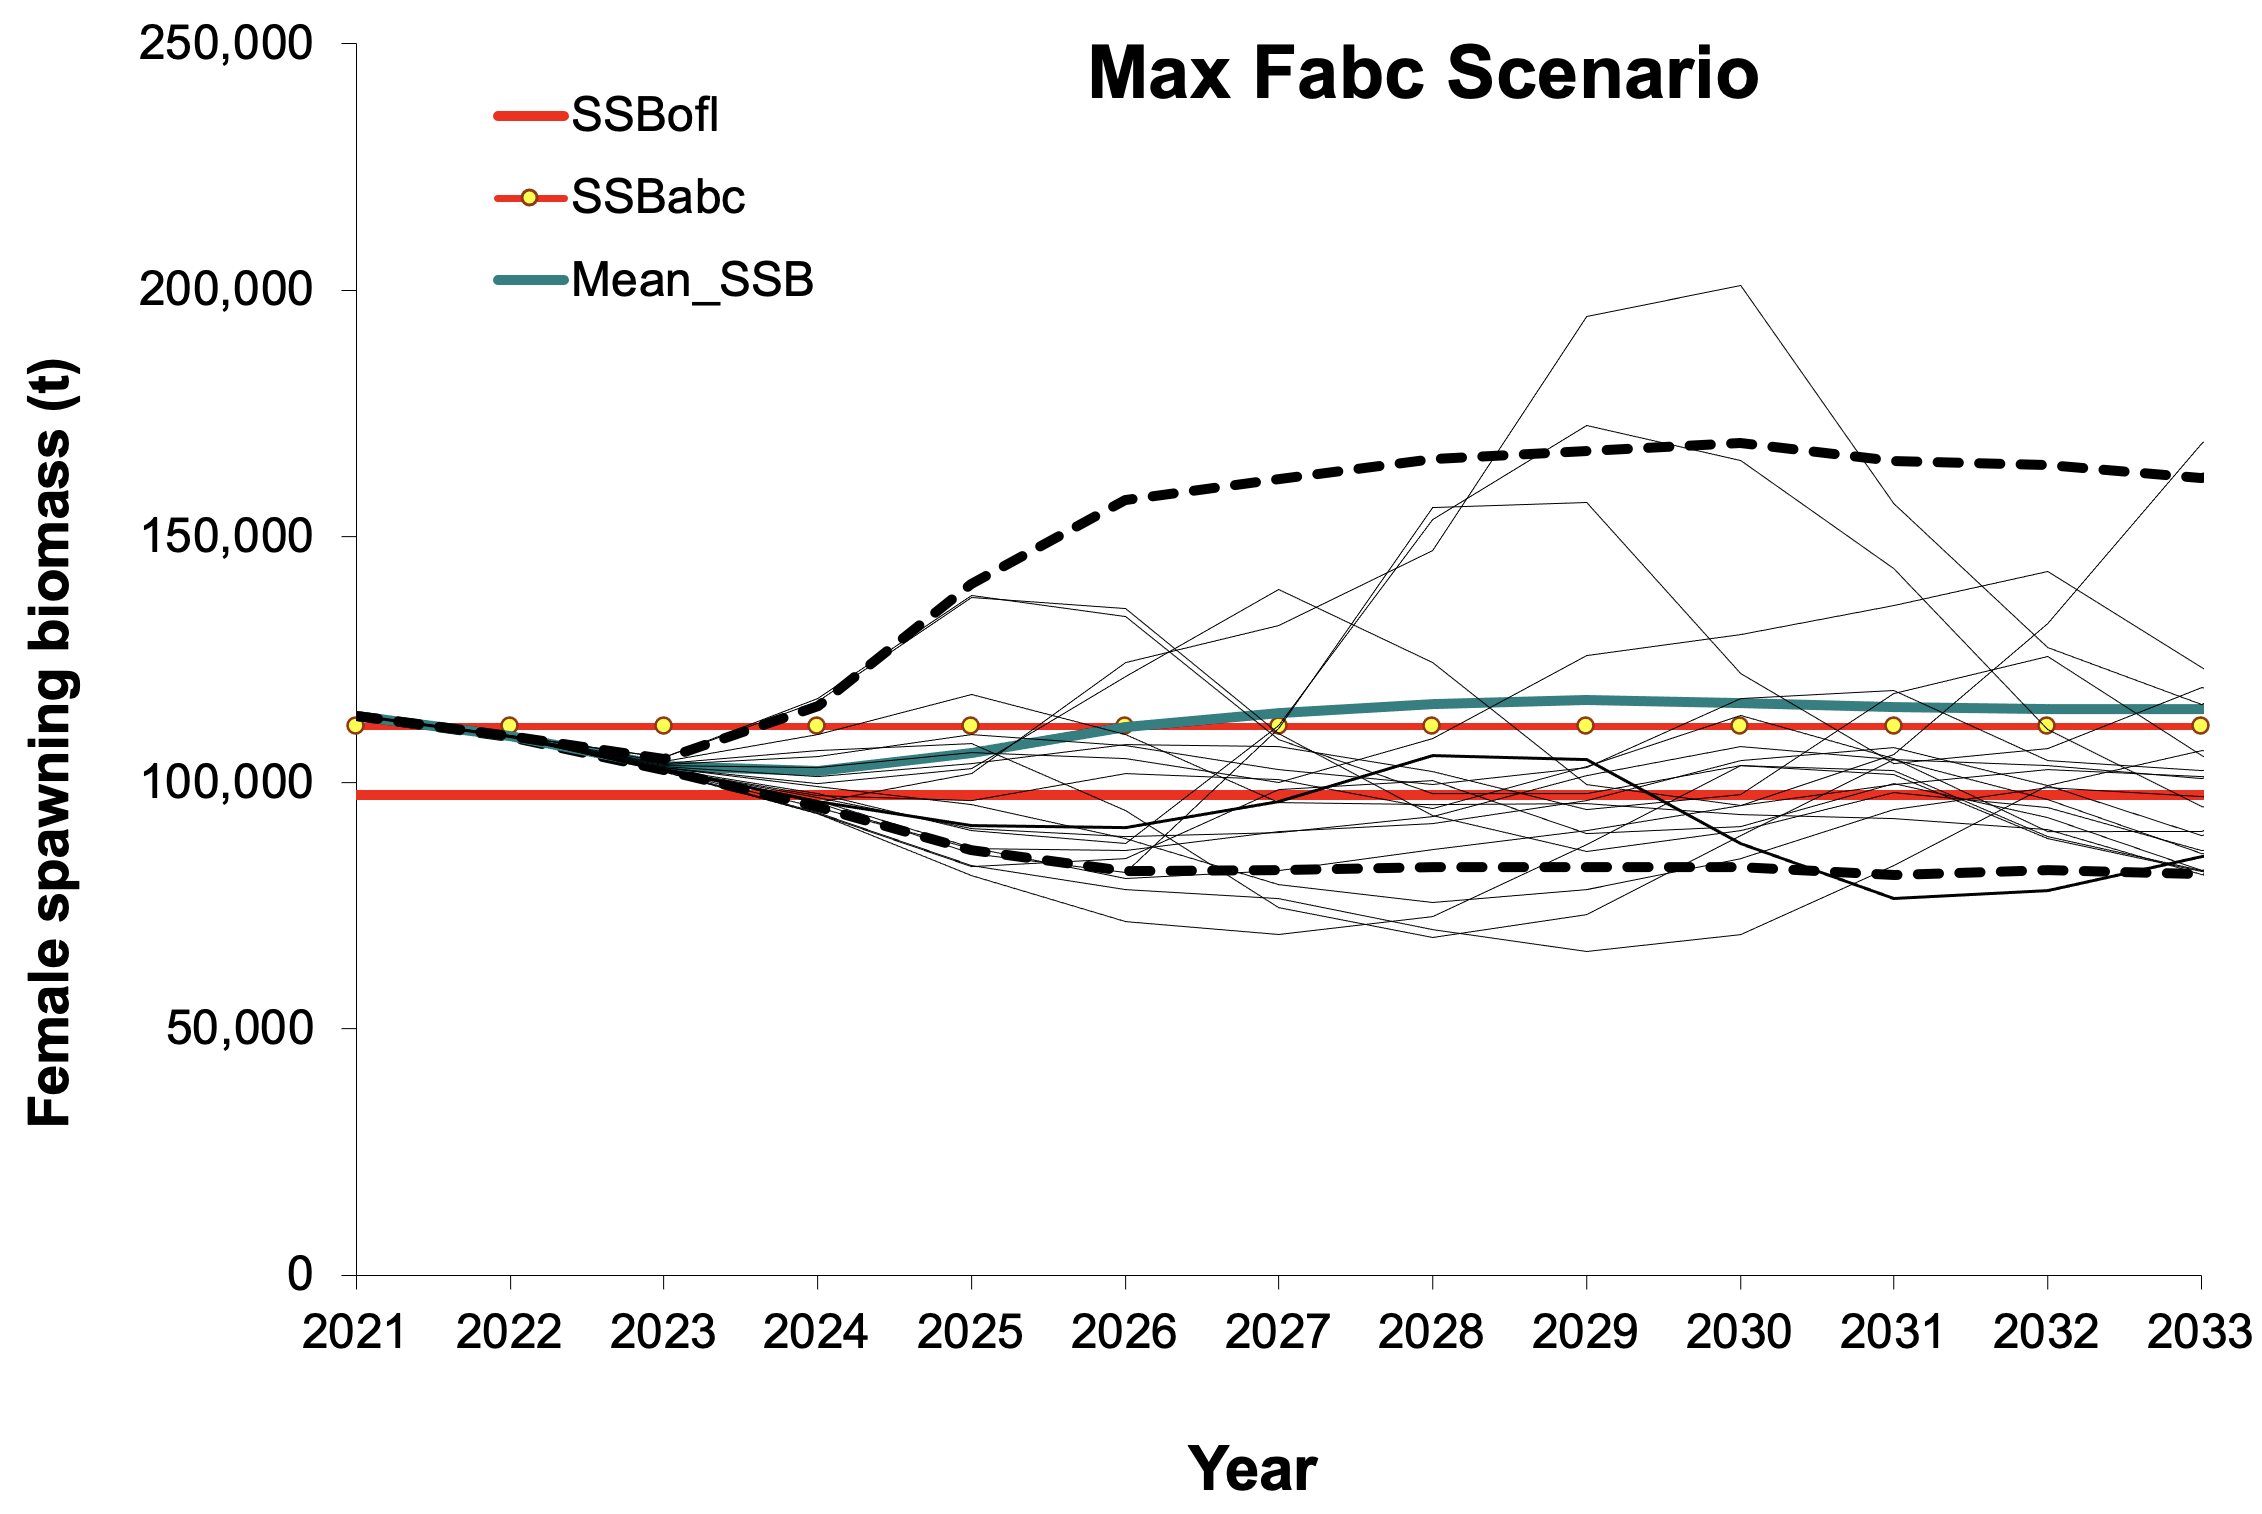 Max Fabc Scenario
SSBofl
SSBabc
Mean_SSB
Female spawning biomass (t)
250,000
200,000
150,000
100,000
50,000
0
2021 2022 2023 2024 2025 2026 2027 2028 2029 2030 2031 2032 2033
Year